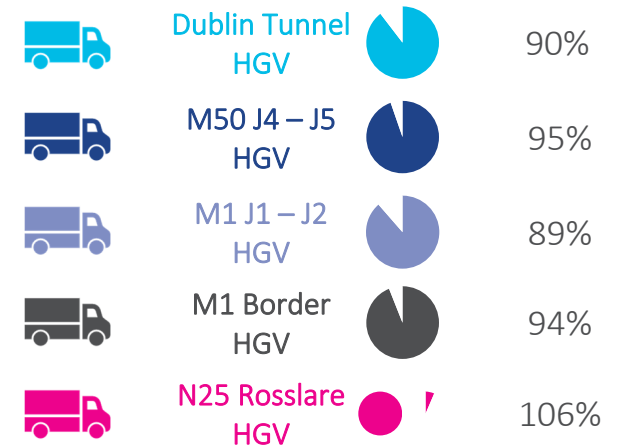 Dublin Tunnel
HGV
90%
M50 J4 – J5
HGV
95%
M1 J1 – J2
HGV
89%
M1 Border
HGV
94%
N25 Rosslare
HGV
106%